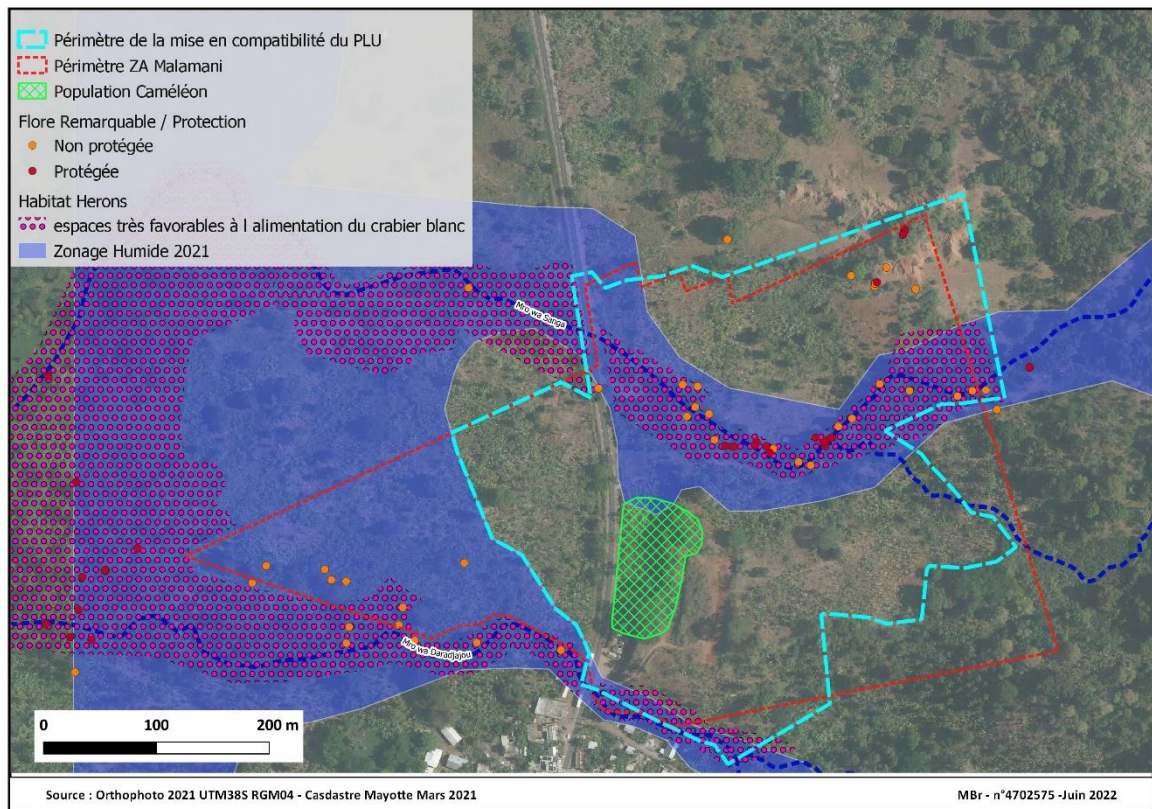 Périmètre de la mise en compatibilité du PLU
Périmètre ZA Malamani
Population Caméléon
Flore Remarquable / Protection
Non protégée
Protégée
Habitat Herons
espaces très favorables à l alimentation du crabier blanc
Zonage Humide 2021
Mro wa Sanga
Mro wa Daradjajou
0 100 200 m
Source : Orthophoto 2021 UTM38S RGM04 - Casdastre Mayotte Mars 2021
MBr - n°4702575 -Juin 2022